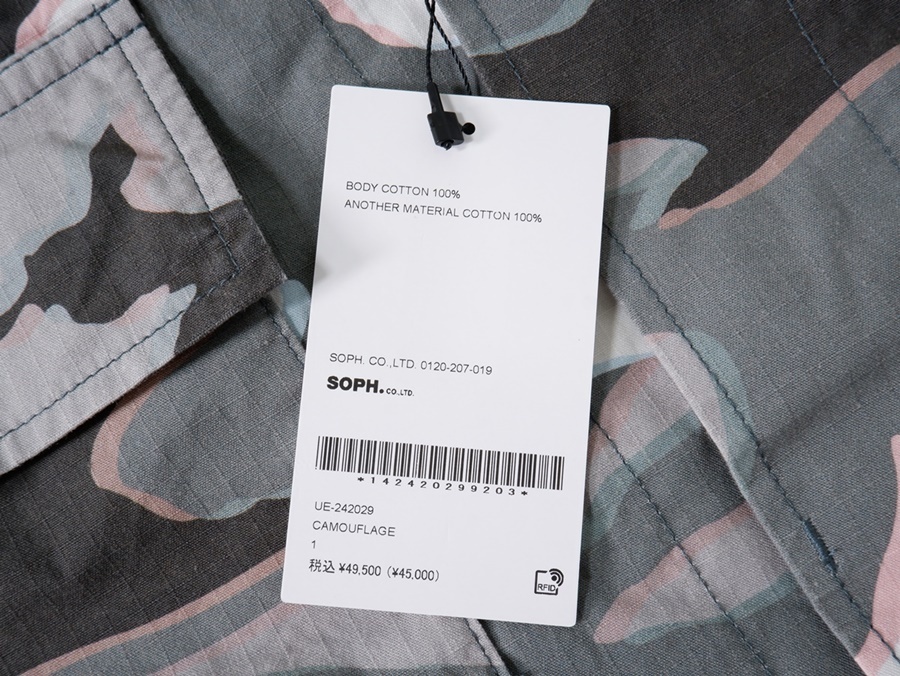 BODY COTTON 100%
ANOTHER MATERIAL COTTON 100%
SOPH. CO.,LTD. 0120-207-019
SOPH. CO.,LTD.
*142420299203*
UE-242029
CAMOUFLAGE
1
税込 ¥49,500 (¥45,000)
RFID